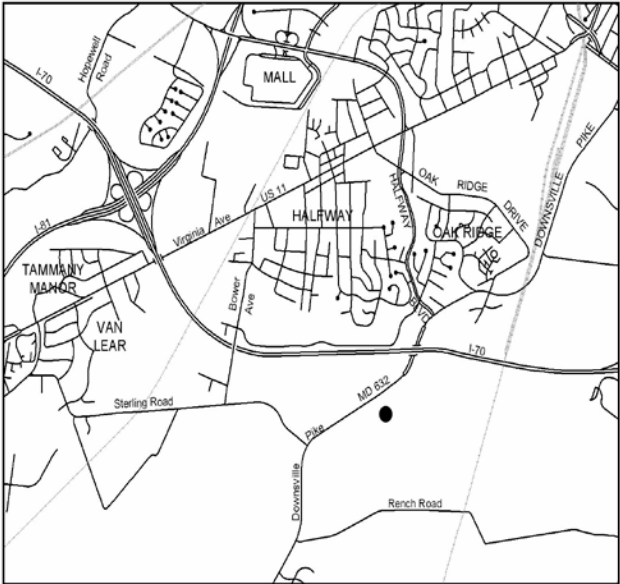 I-70
Hopewell
Road
MALL
OAK
RIDGE
DRIVE
DOWNSVILLE
PIKE
I-81
Virginia Ave
US 11
HALFWAY
HALFWAY
BLVD
OAK RIDGE
TAMMANY
MANOR
VAN
LEAR
Bower
Ave
I-70
Sterling Road
MD 632
Pike
Downsville
Rench Road